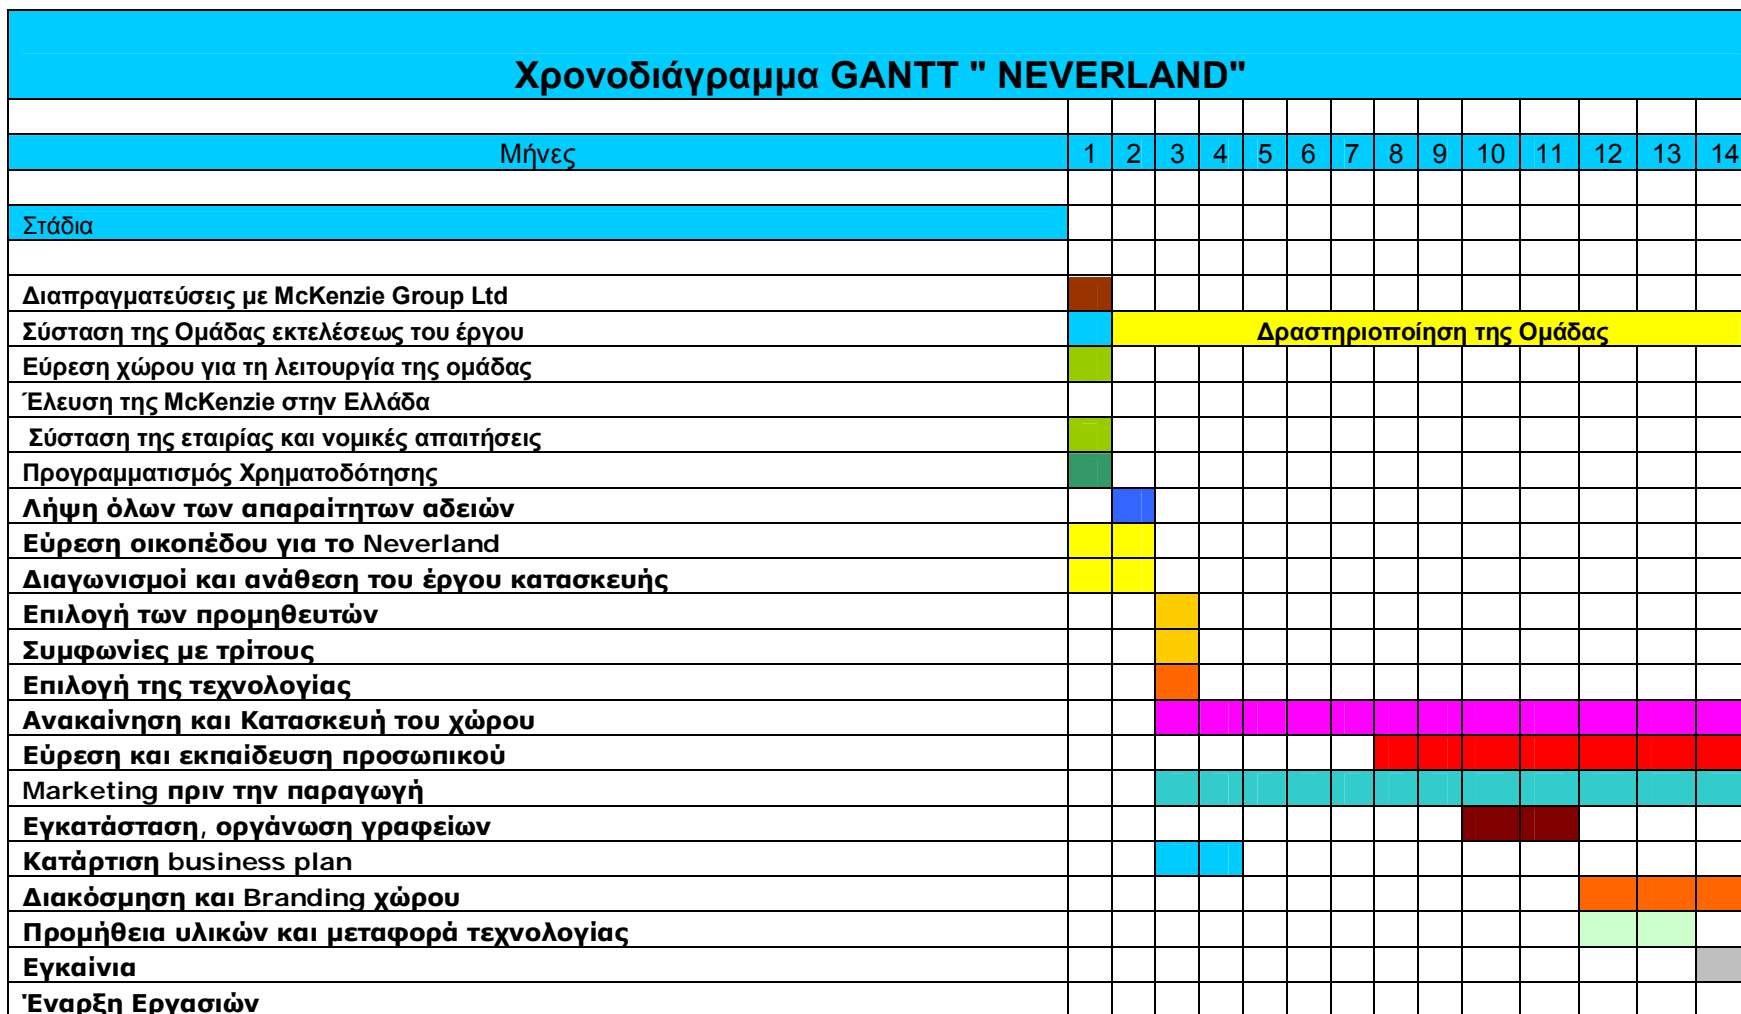 Χρονοδιάγραμμα GANTT " NEVERLAND"
Μήνες 1 2 3 4 5 6 7 8 9 10 11 12 13 14
Στάδια
Διαπραγματεύσεις με McKenzie Group Ltd
Σύσταση της Ομάδας εκτελέσεως του έργου Δραστηριοποίηση της Ομάδας
Εύρεση χώρου για τη λειτουργία της ομάδας
Έλευση της McKenzie στην Ελλάδα
Σύσταση της εταιρίας και νομικές απαιτήσεις
Προγραμματισμός Χρηματοδότησης
Λήψη όλων των απαραίτητων αδειών
Εύρεση οικοπέδου για το Neverland
Διαγωνισμοί και ανάθεση του έργου κατασκευής
Επιλογή των προμηθευτών
Συμφωνίες με τρίτους
Επιλογή της τεχνολογίας
Ανακαίνηση και Κατασκευή του χώρου
Εύρεση και εκπαίδευση προσωπικού
Marketing πριν την παραγωγή
Εγκατάσταση, οργάνωση γραφείων
Κατάρτιση business plan
Διακόσμηση και Branding χώρου
Προμήθεια υλικών και μεταφορά τεχνολογίας
Εγκαίνια
Έναρξη Εργασιών